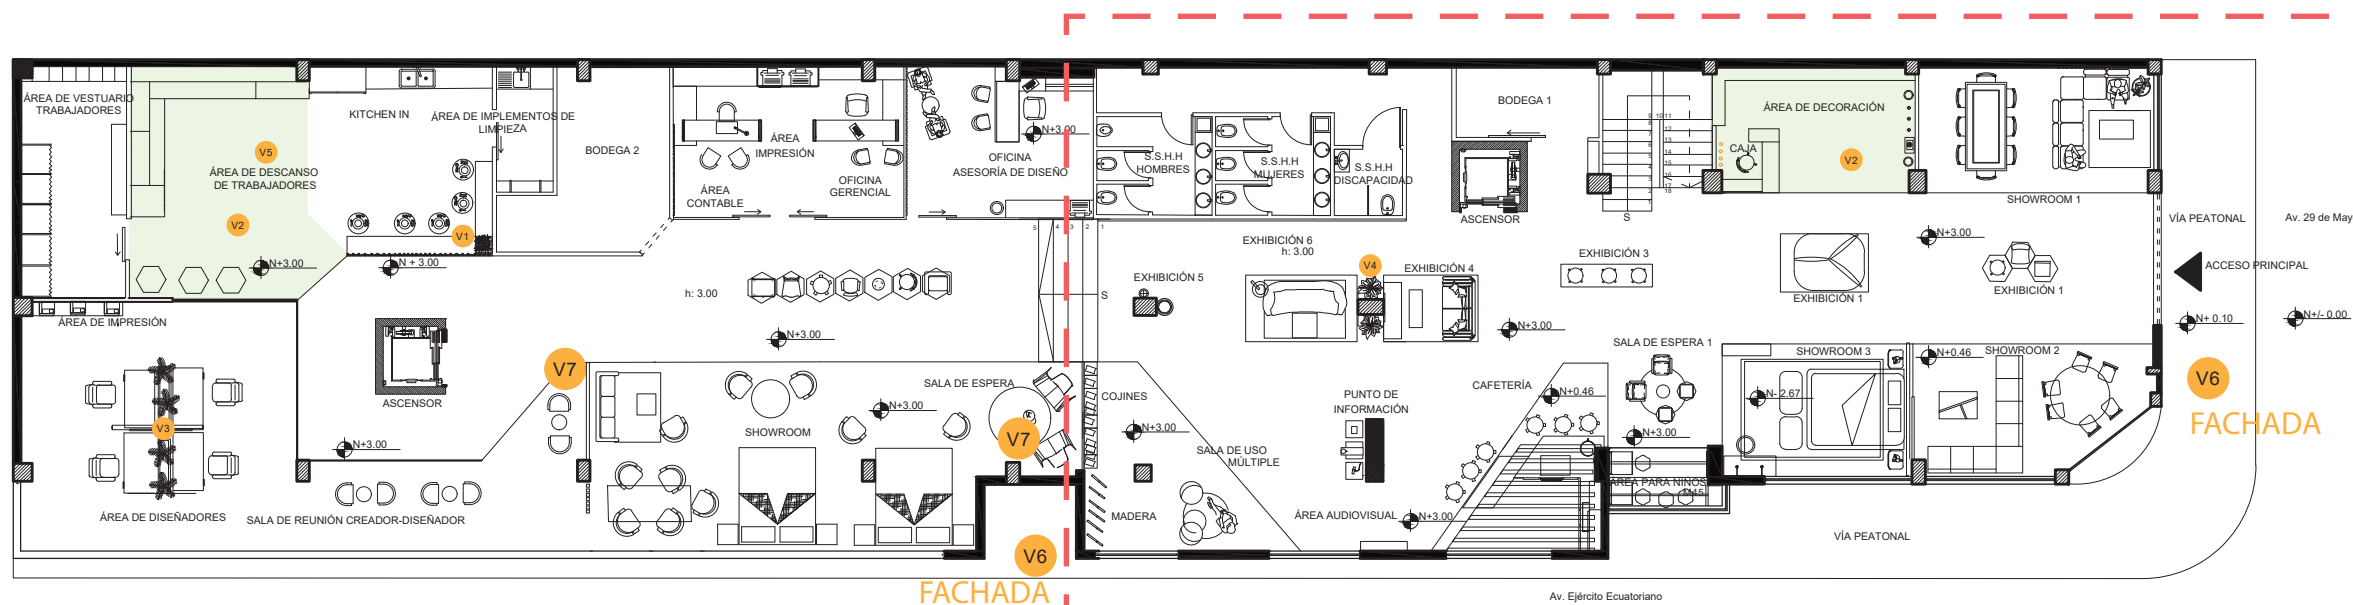 ÁREA DE VESTUARIO
TRABAJADORES
V5
ÁREA DE DESCANSO
DE TRABAJADORES
V2
N+3.00
KITCHEN IN
ÁREA DE IMPLEMENTOS DE
LIMPIEZA
V1
N + 3.00
BODEGA 2
ÁREA
IMPRESIÓN
ÁREA
CONTABLE
OFICINA
GERENCIAL
OFICINA
ASESORÍA DE DISEÑO
N+3.00
S.S.H.H
HOMBRES
S.S.H.H
MUJERES
S.S.H.H
DISCAPACIDAD
BODEGA 1
ASCENSOR
S
ÁREA DE DECORACIÓN
CAJA
V2
SHOWROOM 1
VÍA PEATONAL
Av. 29 de May
ACCESO PRINCIPAL
N+ 0.10
N+/- 0.00
h: 3.00
N+3.00
5 4 3 2 1
S
EXHIBICIÓN 6
h: 3.00
EXHIBICIÓN 5
V4
EXHIBICIÓN 4
N+3.00
EXHIBICIÓN 3
EXHIBICIÓN 1
N+3.00
EXHIBICIÓN 1
ÁREA DE IMPRESIÓN
V3
ÁREA DE DISEÑADORES
ASCENSOR
N+3.00
SALA DE REUNIÓN CREADOR-DISEÑADOR
V7
SHOWROOM
N+3.00
SALA DE ESPERA
V7
V6
FACHADA
COJINES
N+3.00
MADERA
SALA DE USO
MÚLTIPLE
PUNTO DE
INFORMACIÓN
ÁREA AUDIOVISUAL
N+3.00
CAFETERÍA
N+0.46
SALA DE ESPERA 1
N+3.00
ÁREA PARA NIÑOS
SHOWROOM 3
N- 2.67
N+0.46
SHOWROOM 2
V6
FACHADA
VÍA PEATONAL
Av. Ejército Ecuatoriano